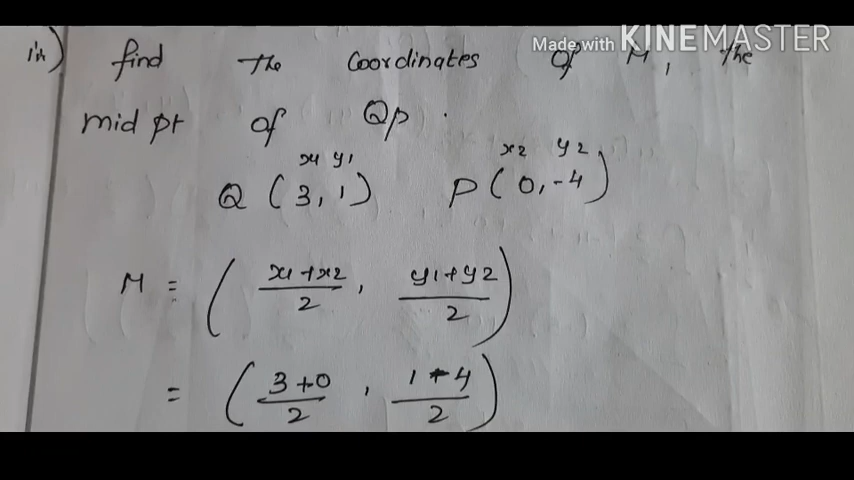 Made with KINEMASTER
iii) find the coordinates of M, the
mid pt of QP.
x1 y1 x2 y2
Q (3, 1) P (0, -4)
M = ( x1+x2 / 2 , y1+y2 / 2 )
= ( 3+0 / 2 , 1-4 / 2 )